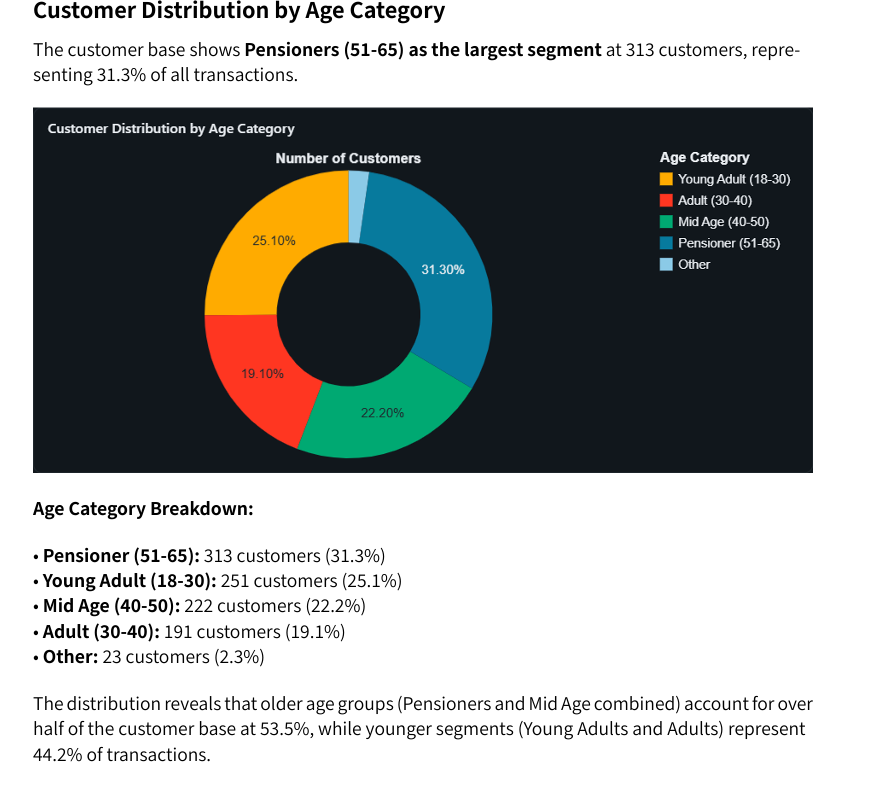 Customer Distribution by Age Category
The customer base shows Pensioners (51-65) as the largest segment at 313 customers, repre-
senting 31.3% of all transactions.
Customer Distribution by Age Category
Number of Customers
Age Category
Young Adult (18-30)
Adult (30-40)
Mid Age (40-50)
Pensioner (51-65)
Other
25.10%
31.30%
19.10%
22.20%
Age Category Breakdown:
• Pensioner (51-65): 313 customers (31.3%)
• Young Adult (18-30): 251 customers (25.1%)
• Mid Age (40-50): 222 customers (22.2%)
• Adult (30-40): 191 customers (19.1%)
• Other: 23 customers (2.3%)
The distribution reveals that older age groups (Pensioners and Mid Age combined) account for over
half of the customer base at 53.5%, while younger segments (Young Adults and Adults) represent
44.2% of transactions.